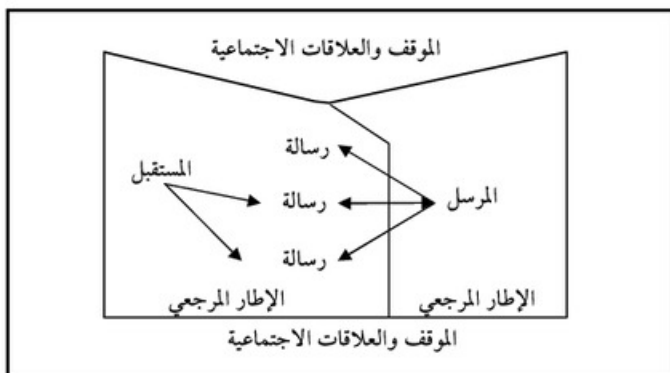 الموقف والعلاقات الاجتماعية
رسالة
المستقبل
المرسل
رسالة
رسالة
الإطار المرجعي
الإطار المرجعي
الموقف والعلاقات الاجتماعية